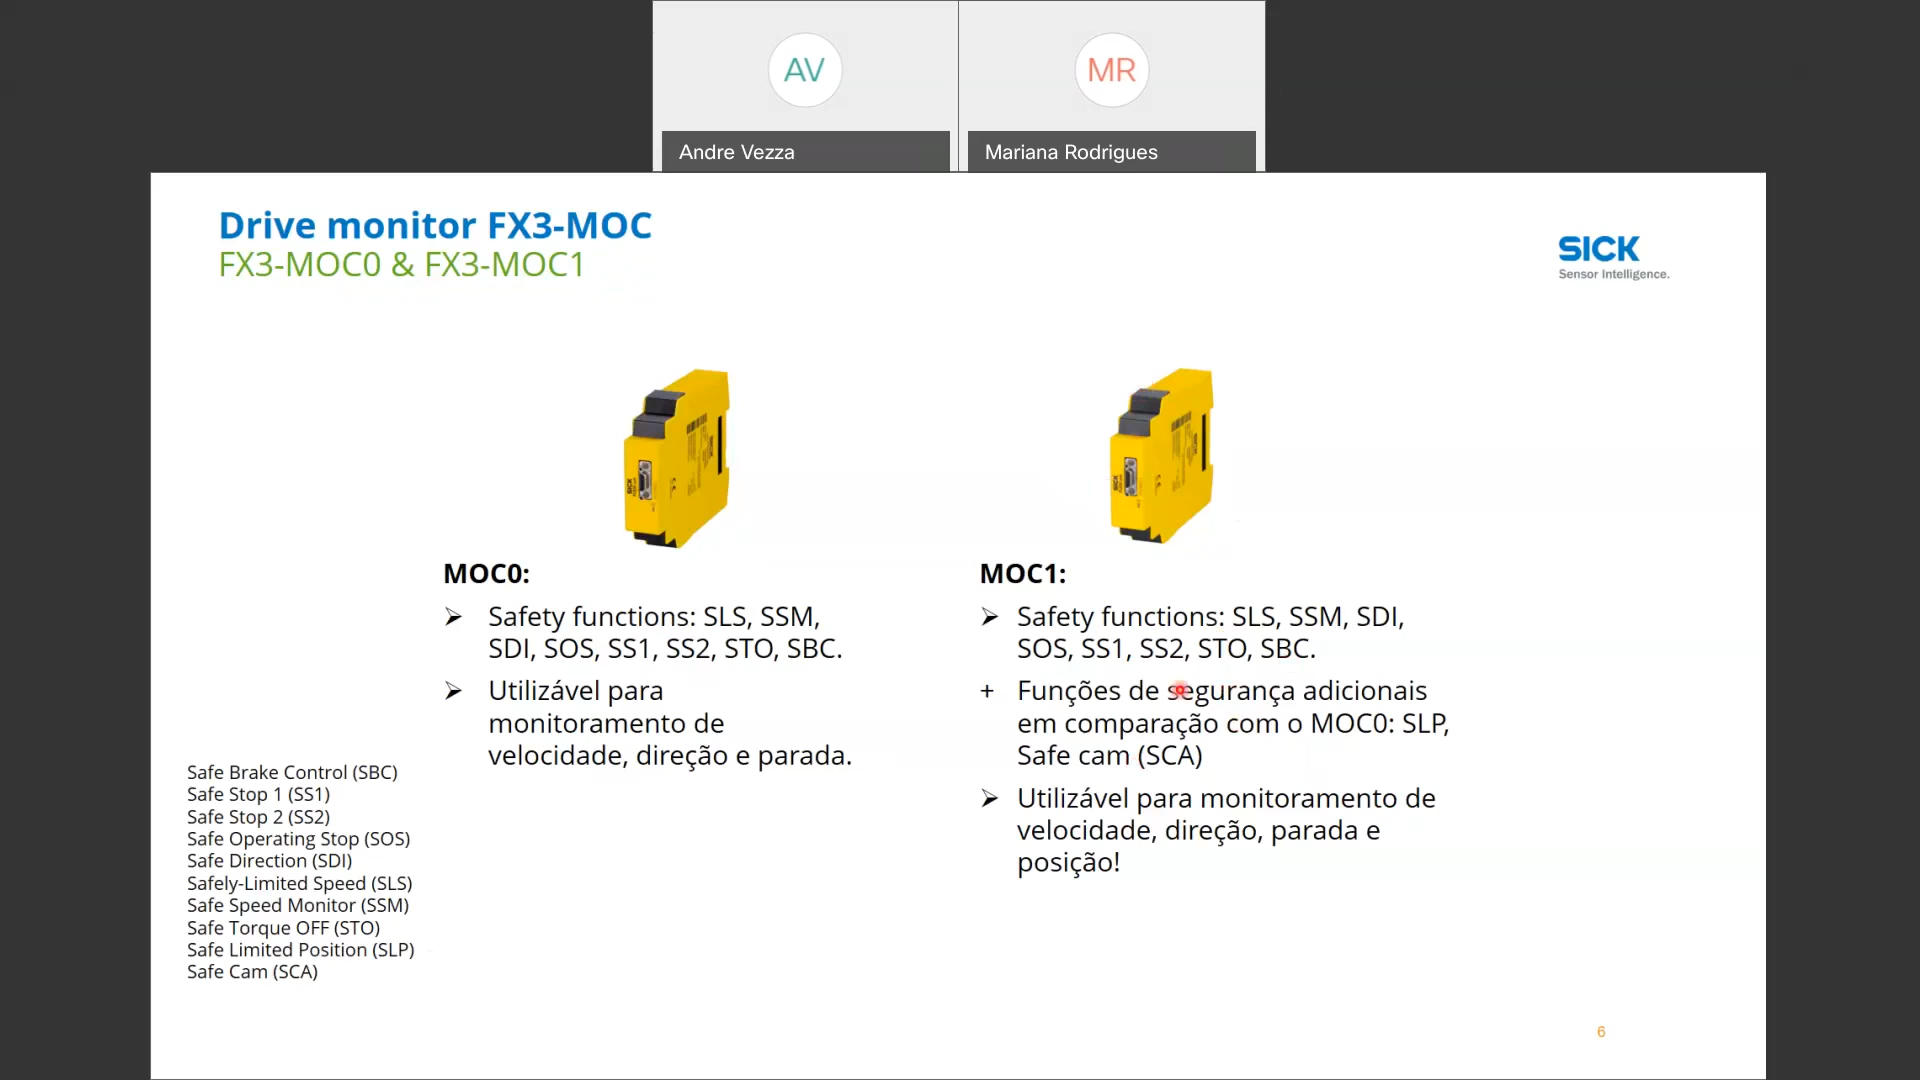 AV
MR
Andre Vezza
Mariana Rodrigues
Drive monitor FX3-MOC
FX3-MOC0 & FX3-MOC1
SICK
Sensor Intelligence.
SICK
SICK
SICK
SICK
MOC0:
Safety functions: SLS, SSM,
SDI, SOS, SS1, SS2, STO, SBC.
Utilizável para
monitoramento de
velocidade, direção e parada.
MOC1:
Safety functions: SLS, SSM, SDI,
SOS, SS1, SS2, STO, SBC.
+ Funções de segurança adicionais
em comparação com o MOC0: SLP,
Safe cam (SCA)
Utilizável para monitoramento de
velocidade, direção, parada e
posição!
Safe Brake Control (SBC)
Safe Stop 1 (SS1)
Safe Stop 2 (SS2)
Safe Operating Stop (SOS)
Safe Direction (SDI)
Safely-Limited Speed (SLS)
Safe Speed Monitor (SSM)
Safe Torque OFF (STO)
Safe Limited Position (SLP)
Safe Cam (SCA)
6